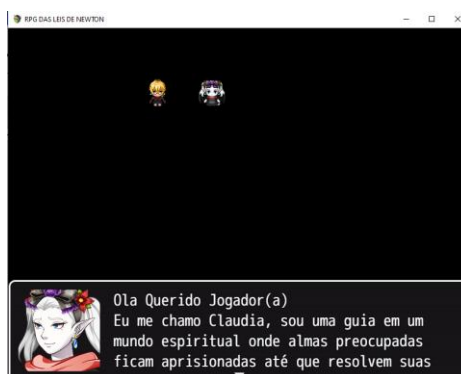 RPG DAS LEIS DE NEWTON
Ola Querido Jogador(a)
Eu me chamo Claudia, sou uma guia em um
mundo espiritual onde almas preocupadas
ficam aprisionadas até que resolvem suas